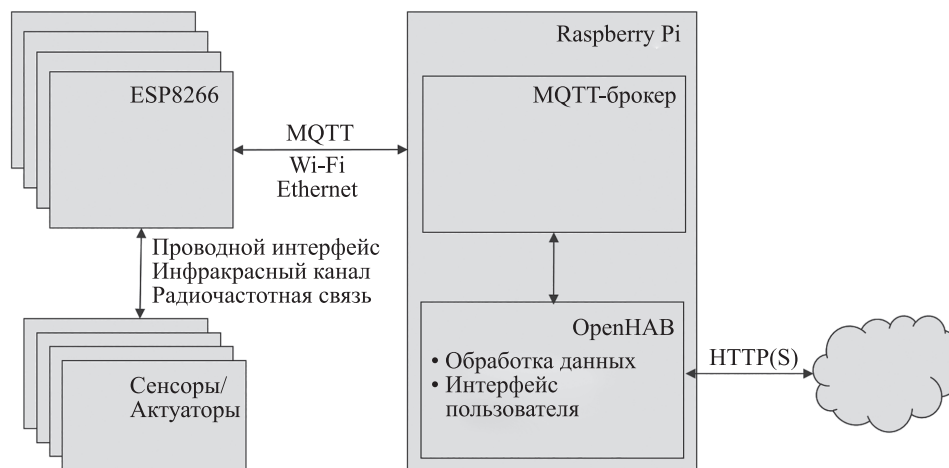 ESP8266
MQTT
Wi-Fi
Ethernet
Проводной интерфейс
Инфракрасный канал
Радиочастотная связь
Сенсоры/
Актуаторы
Raspberry Pi
MQTT-брокер
OpenHAB
• Обработка данных
• Интерфейс
пользователя
HTTP(S)